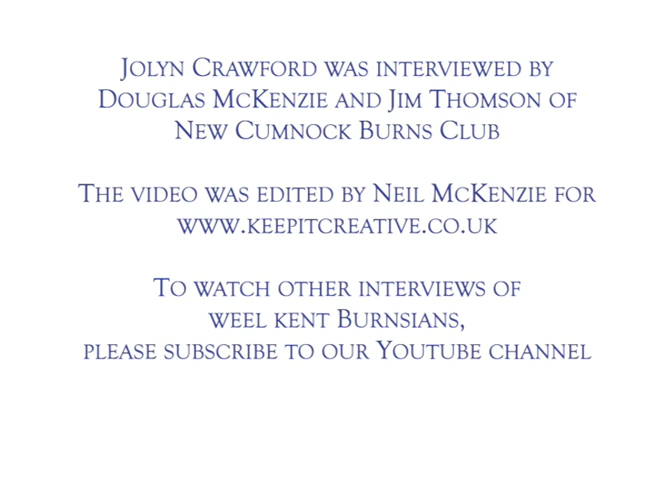 Jolyn Crawford was interviewed by
Douglas McKenzie and Jim Thomson of
New Cumnock Burns Club
The video was edited by Neil McKenzie for
www.keepitcreative.co.uk
To watch other interviews of
weel kent Burnsians,
please subscribe to our Youtube channel